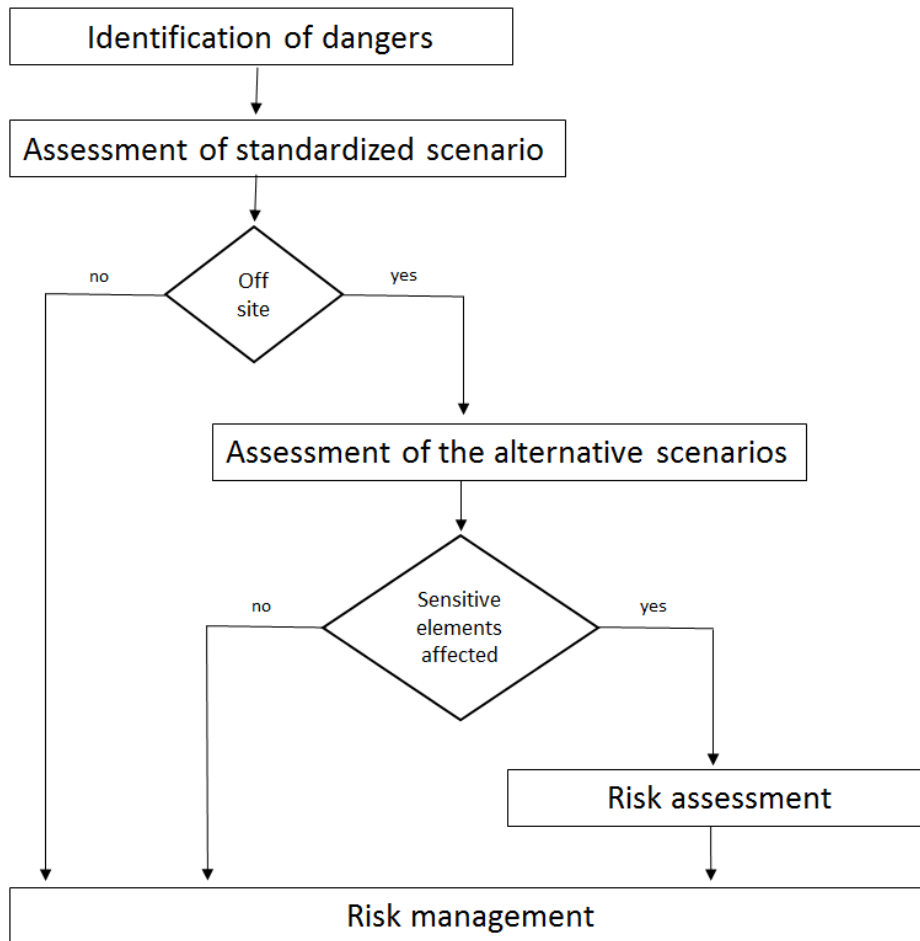 Identification of dangers
Assessment of standardized scenario
no
Off
site
yes
Assessment of the alternative scenarios
no
Sensitive
elements
affected
yes
Risk assessment
Risk management